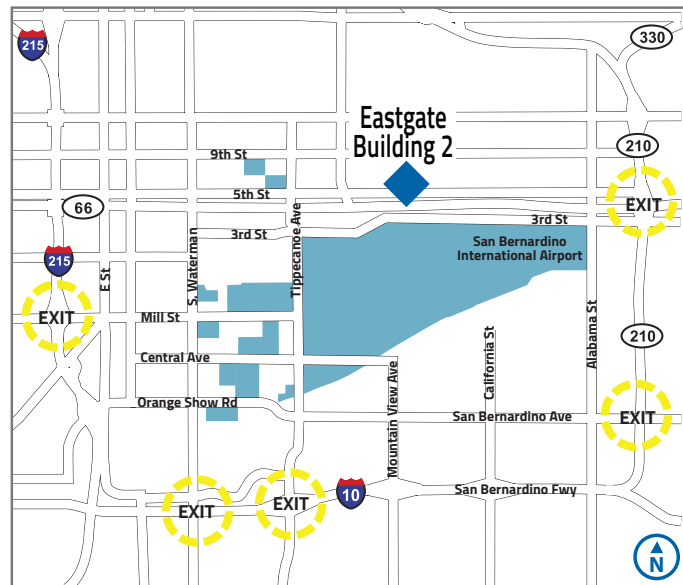 215
330
Eastgate
Building 2
210
9th St
5th St
66
EXIT
3rd St
3rd St
San Bernardino
International Airport
215
E St
S. Waterman
Tippecanoe Ave
EXIT
Mill St
Alabama St
210
California St
Central Ave
Mountain View Ave
Orange Show Rd
San Bernardino Ave
EXIT
10
San Bernardino Fwy
EXIT
EXIT
N